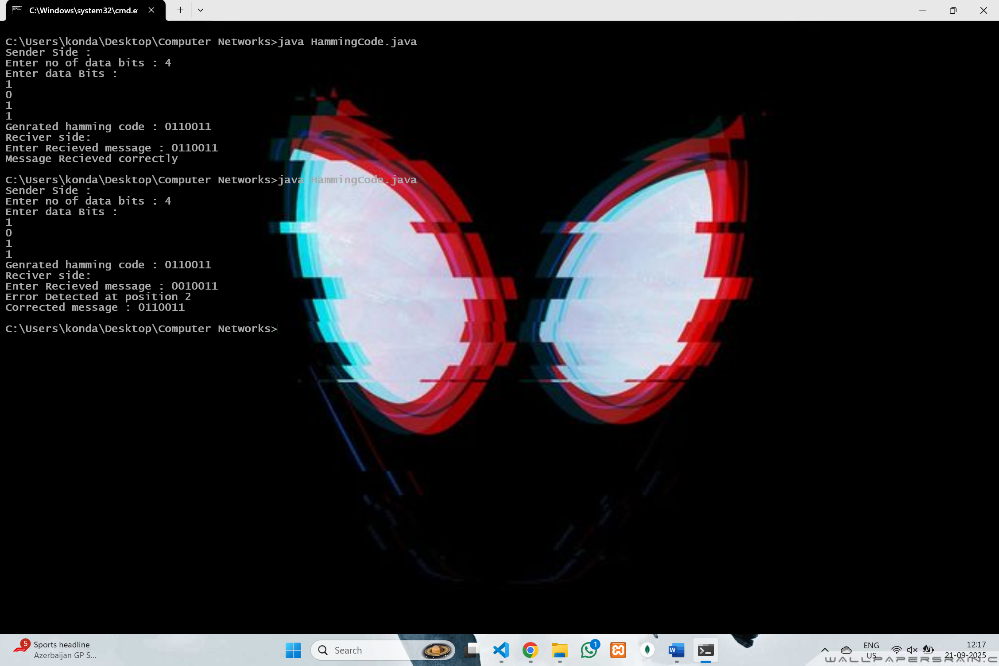 C:\Windows\system32\cmd.e
C:\Users\konda\Desktop\Computer Networks>java HammingCode.java
Sender Side :
Enter no of data bits : 4
Enter data Bits :
1
0
1
1
Genrated hamming code : 0110011
Reciver side:
Enter Recieved message : 0110011
Message Recieved correctly
C:\Users\konda\Desktop\Computer Networks>java HammingCode.java
Sender Side :
Enter no of data bits : 4
Enter data Bits :
1
0
1
1
Genrated hamming code : 0110011
Reciver side:
Enter Recieved message : 0010011
Error Detected at position 2
Corrected message : 0110011
C:\Users\konda\Desktop\Computer Networks>
5
Sports headline
Azerbaijan GP S...
Search
1
W
ENG
US
12:17
21-09-2025
WALLPAPERSRAIN.C